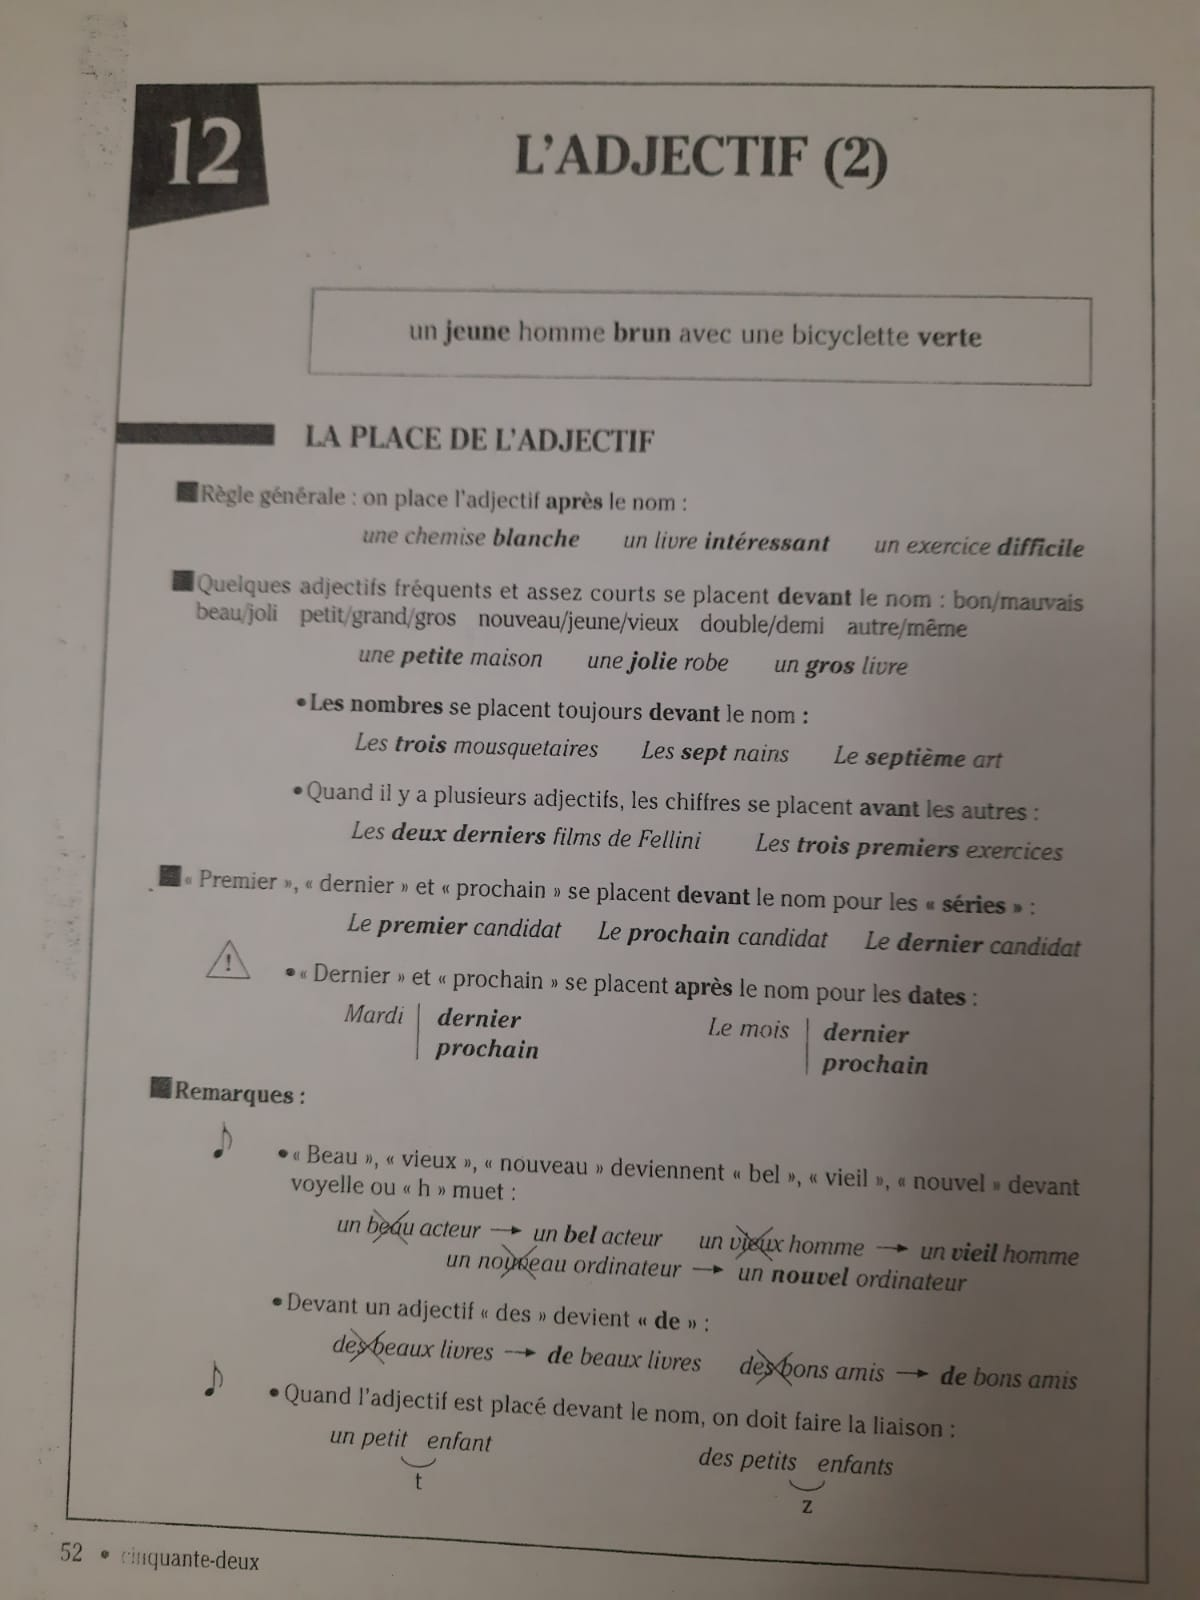 12
L'ADJECTIF (2)
un jeune homme brun avec une bicyclette verte
LA PLACE DE L'ADJECTIF
Règle générale : on place l'adjectif après le nom :
une chemise blanche un livre intéressant un exercice difficile
Quelques adjectifs fréquents et assez courts se placent devant le nom : bon/mauvais
beau/joli petit/grand/gros nouveau/jeune/vieux double/demi autre/même
une petite maison une jolie robe un gros livre
• Les nombres se placent toujours devant le nom :
Les trois mousquetaires Les sept nains Le septième art
• Quand il y a plusieurs adjectifs, les chiffres se placent avant les autres :
Les deux derniers films de Fellini Les trois premiers exercices
« Premier », « dernier » et « prochain » se placent devant le nom pour les « séries » :
Le premier candidat Le prochain candidat Le dernier candidat
! • « Dernier » et « prochain » se placent après le nom pour les dates :
Mardi dernier Le mois dernier
prochain prochain
Remarques :
• « Beau », « vieux », « nouveau » deviennent « bel », « vieil », « nouvel » devant
voyelle ou « h » muet :
un beau acteur → un bel acteur un vieux homme → un vieil homme
un nouveau ordinateur → un nouvel ordinateur
• Devant un adjectif « des » devient « de » :
des beaux livres → de beaux livres des bons amis → de bons amis
• Quand l'adjectif est placé devant le nom, on doit faire la liaison :
un petit enfant des petits enfants
t z
52 • cinquante-deux